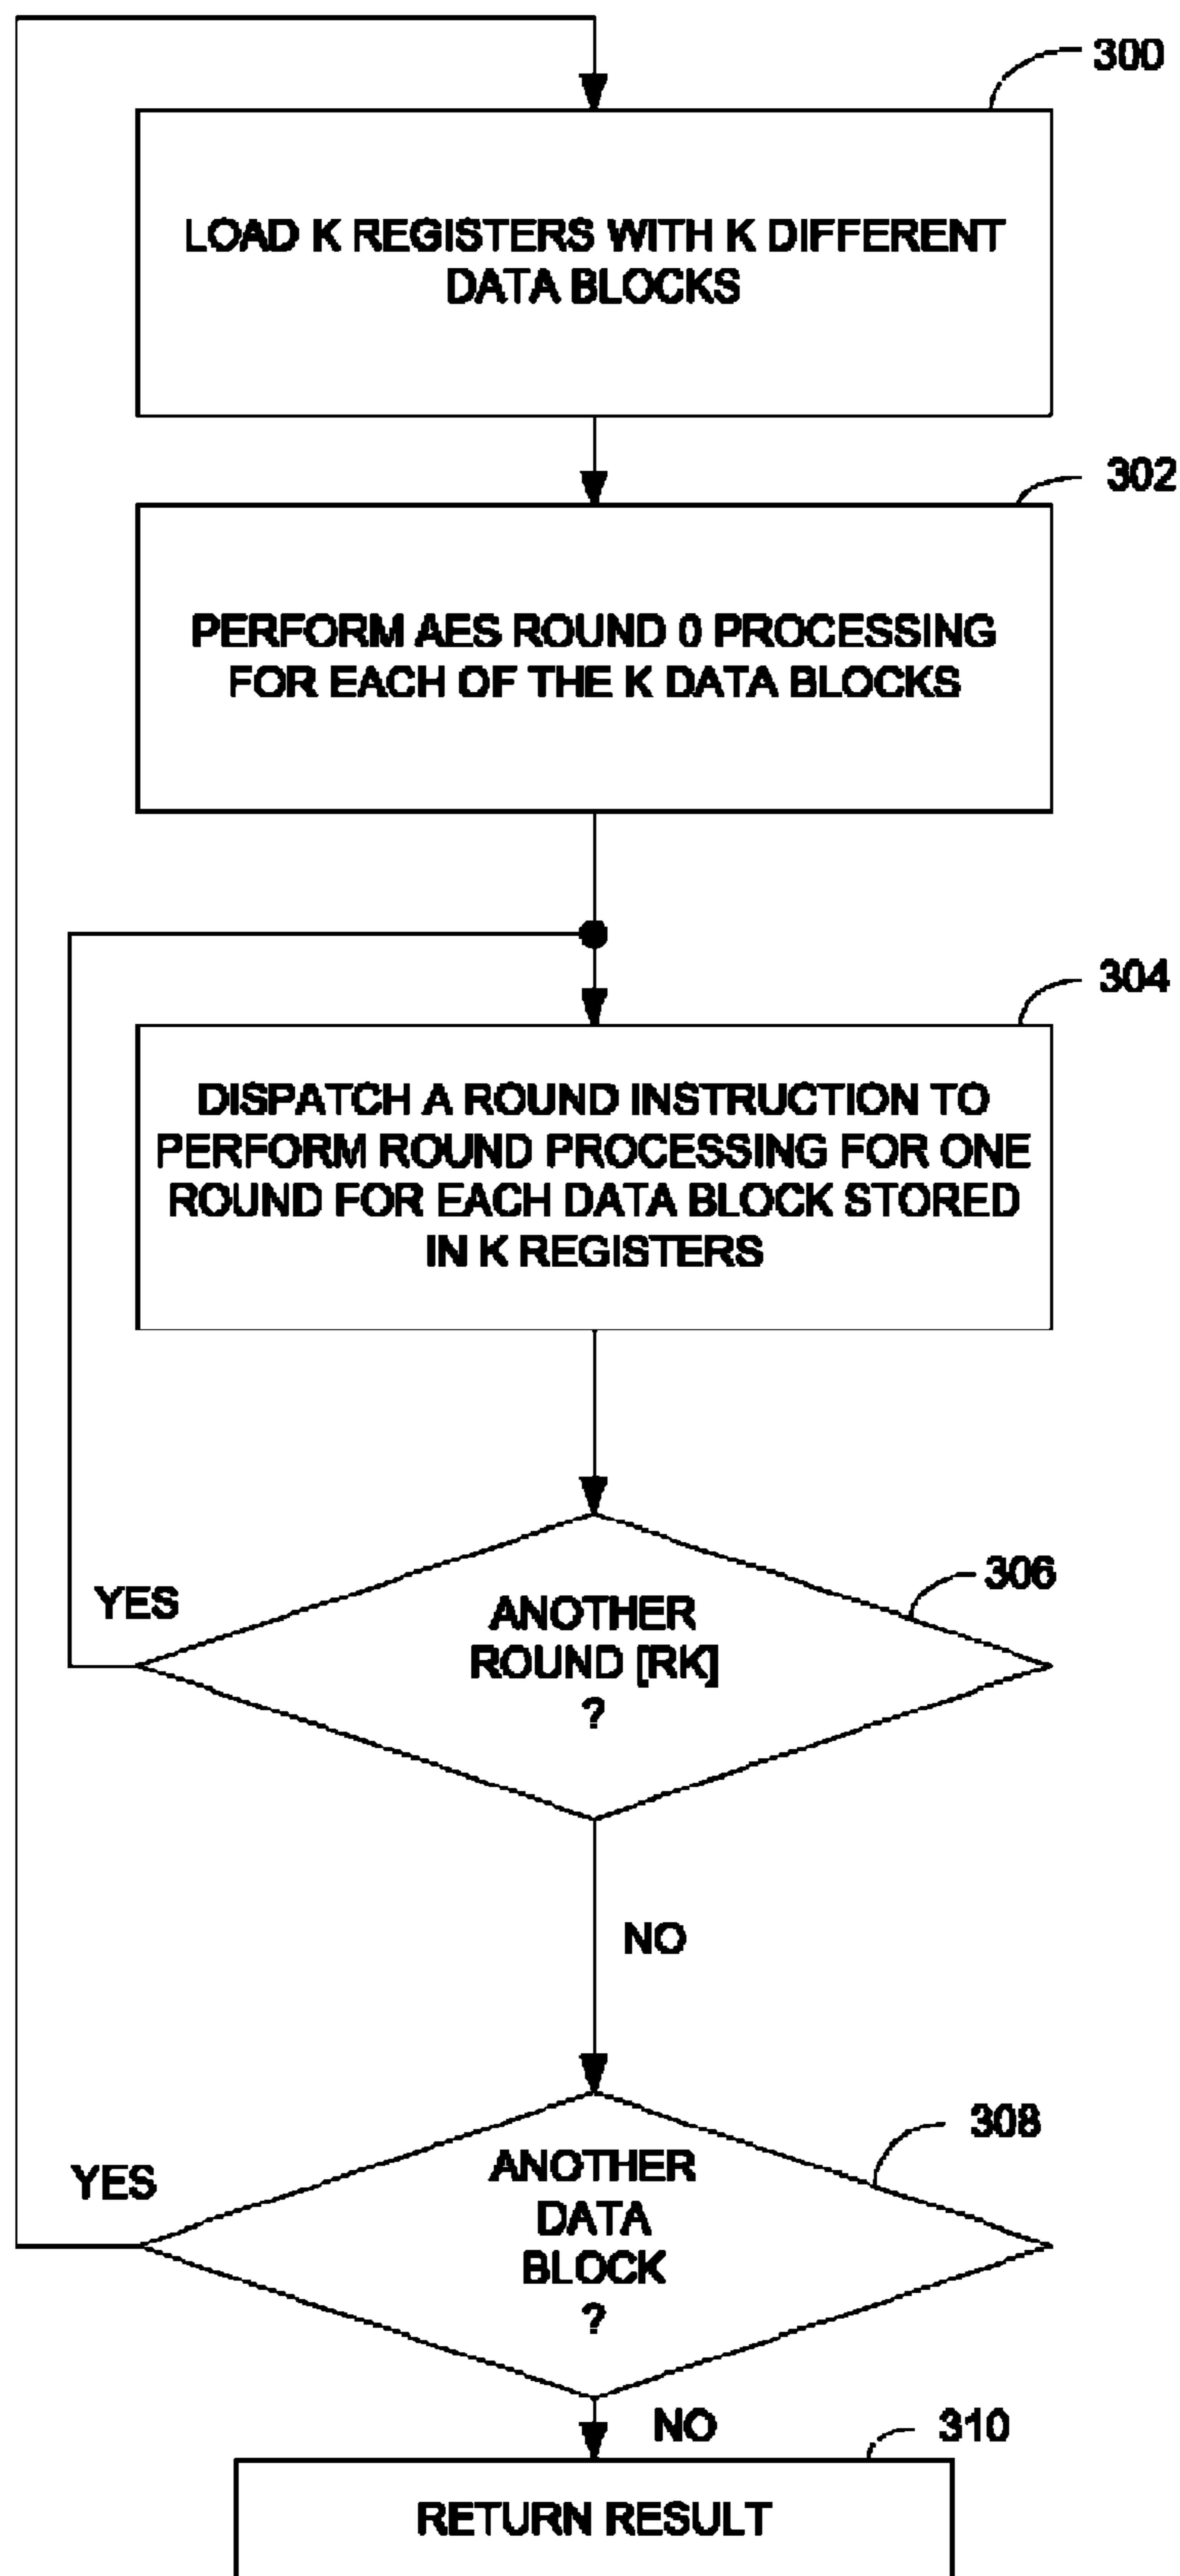 300
LOAD K REGISTERS WITH K DIFFERENT
DATA BLOCKS
302
PERFORM AES ROUND 0 PROCESSING
FOR EACH OF THE K DATA BLOCKS
304
DISPATCH A ROUND INSTRUCTION TO
PERFORM ROUND PROCESSING FOR ONE
ROUND FOR EACH DATA BLOCK STORED
IN K REGISTERS
306
YES
ANOTHER
ROUND [RK]
?
NO
308
YES
ANOTHER
DATA
BLOCK
?
NO
310
RETURN RESULT